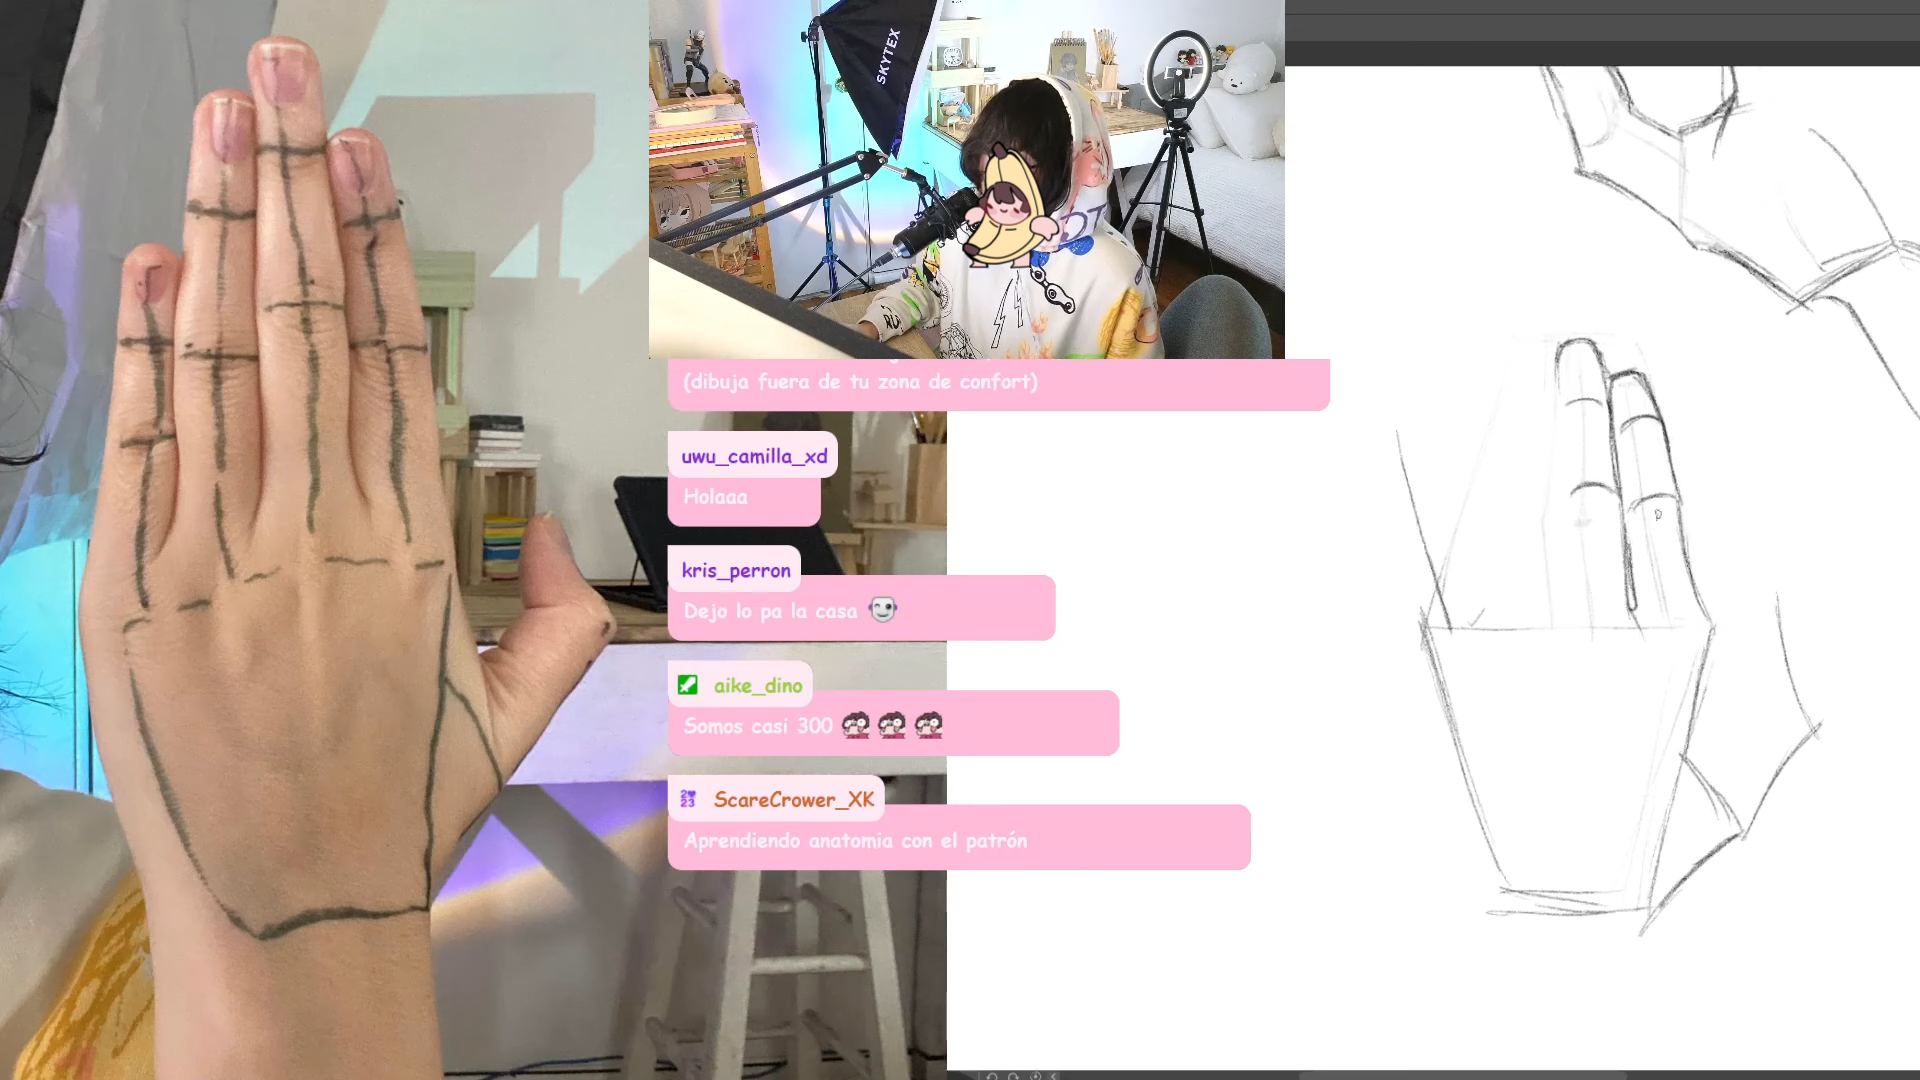 SKYTEX
(dibuja fuera de tu zona de confort)
uwu_camilla_xd
Holaaa
kris_perron
Dejo lo pa la casa
aike_dino
Somos casi 300
2023
ScareCrower_XK
Aprendiendo anatomia con el patrón